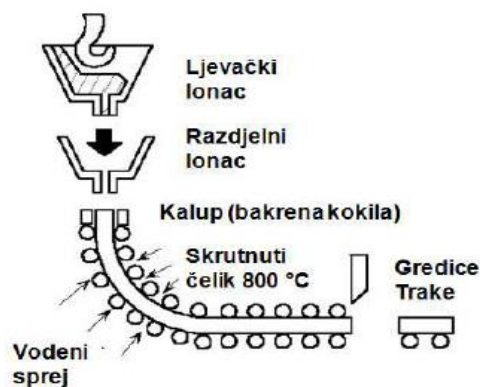 Ljevački
lonac
Razdjelni
lonac
Kalup (bakrena kokila)
Skrutnuti
čelik 800 °C
Gredice
Trake
Vodeni
sprej